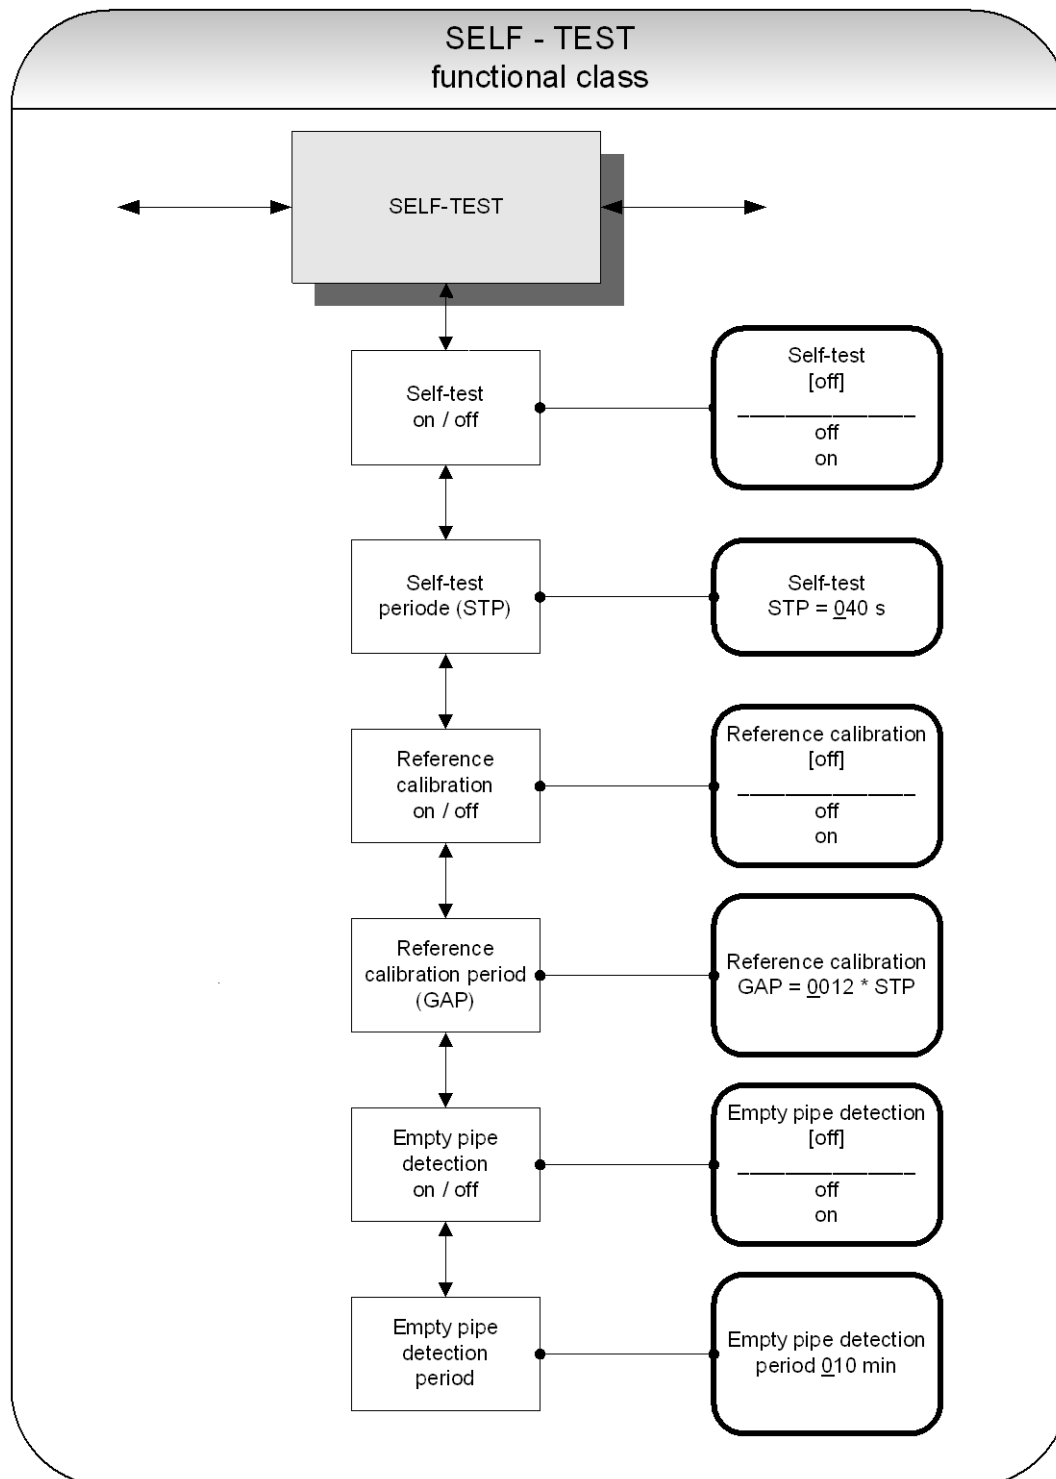 SELF - TEST
functional class
SELF-TEST
Self-test
on / off
Self-test
[off]
_______________
off
on
Self-test
periode (STP)
Self-test
STP = 040 s
Reference
calibration
on / off
Reference calibration
[off]
_______________
off
on
Reference
calibration period
(GAP)
Reference calibration
GAP = 0012 * STP
Empty pipe
detection
on / off
Empty pipe detection
[off]
_______________
off
on
Empty pipe
detection
period
Empty pipe detection
period 010 min